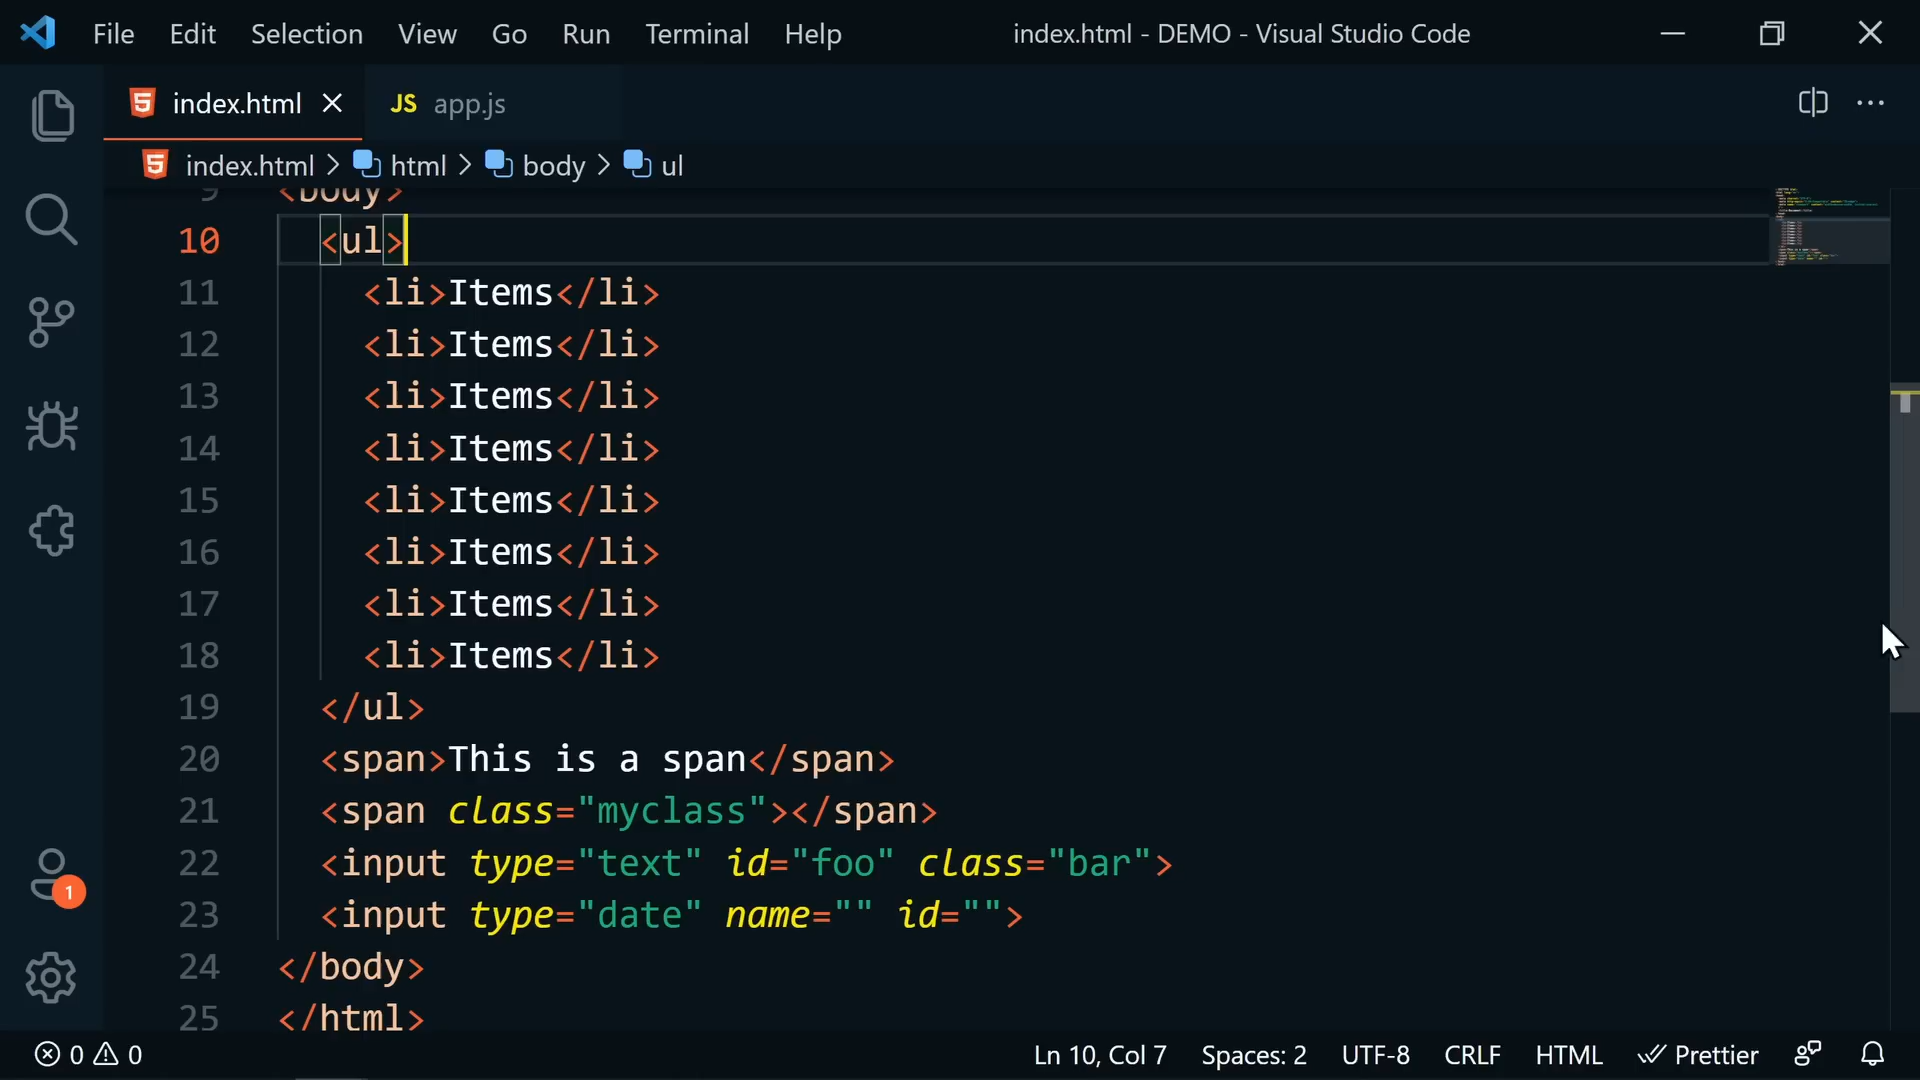 File Edit Selection View Go Run Terminal Help index.html - DEMO - Visual Studio Code
index.html JS app.js
index.html > html > body > ul
9 <body>
10 <ul>
11 <li>Items</li>
12 <li>Items</li>
13 <li>Items</li>
14 <li>Items</li>
15 <li>Items</li>
16 <li>Items</li>
17 <li>Items</li>
18 <li>Items</li>
19 </ul>
20 <span>This is a span</span>
21 <span class="myclass"></span>
22 <input type="text" id="foo" class="bar">
23 <input type="date" name="" id="">
24 </body>
25 </html>
1
0 0 Ln 10, Col 7 Spaces: 2 UTF-8 CRLF HTML Prettier